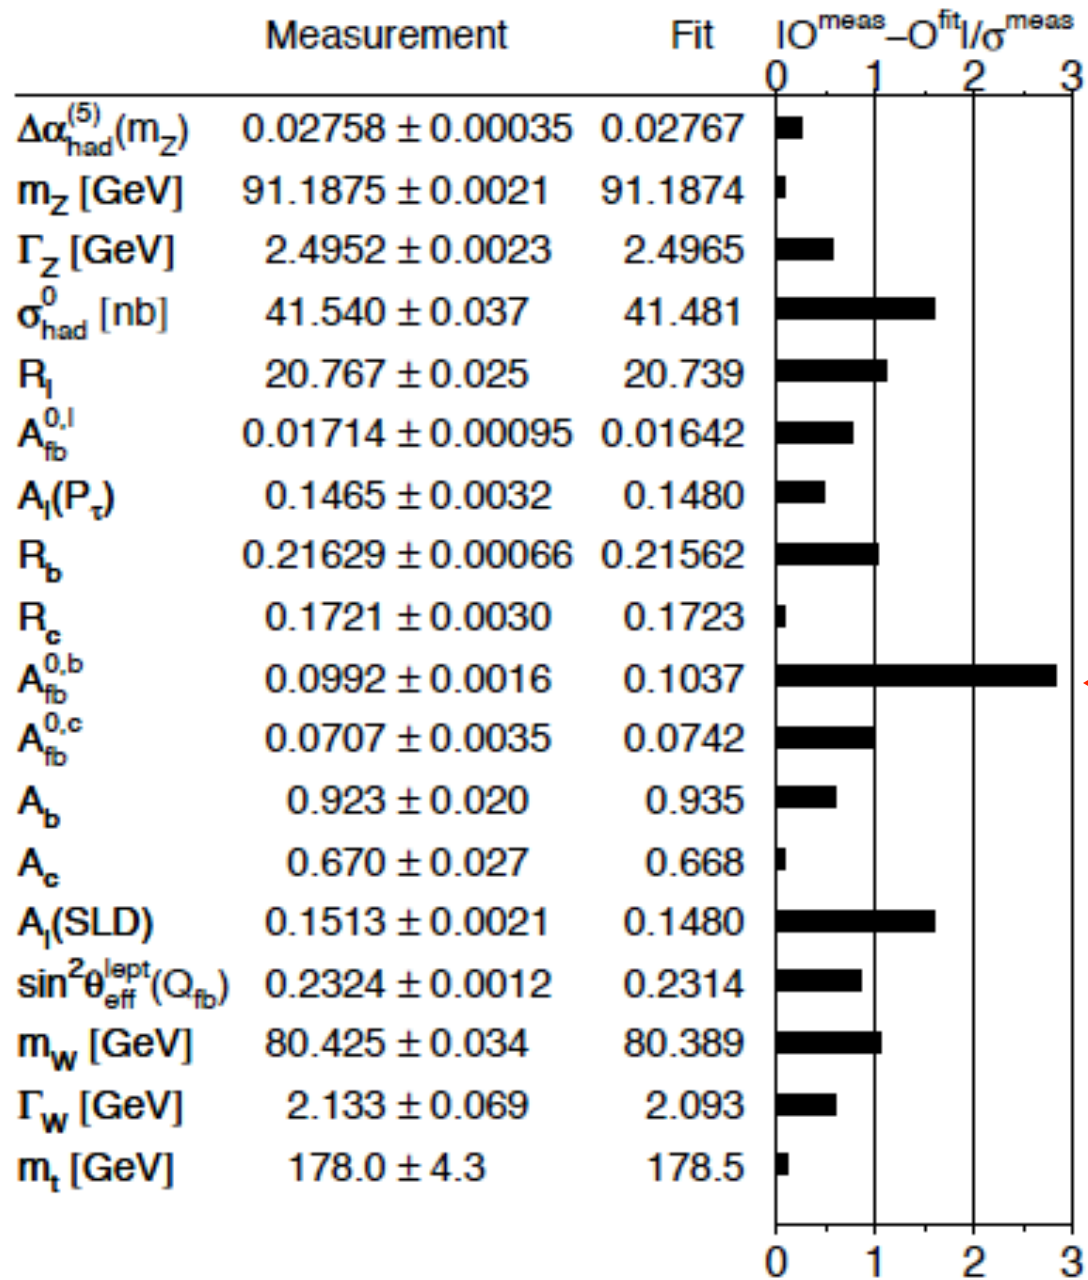 Measurement Fit |O^meas–O^fit|/σ^meas
0 1 2 3
Δα_had^(5)(m_Z) 0.02758 ± 0.00035 0.02767
m_Z [GeV] 91.1875 ± 0.0021 91.1874
Γ_Z [GeV] 2.4952 ± 0.0023 2.4965
σ_had^0 [nb] 41.540 ± 0.037 41.481
R_l 20.767 ± 0.025 20.739
A_fb^0,l 0.01714 ± 0.00095 0.01642
A_l(P_τ) 0.1465 ± 0.0032 0.1480
R_b 0.21629 ± 0.00066 0.21562
R_c 0.1721 ± 0.0030 0.1723
A_fb^0,b 0.0992 ± 0.0016 0.1037
A_fb^0,c 0.0707 ± 0.0035 0.0742
A_b 0.923 ± 0.020 0.935
A_c 0.670 ± 0.027 0.668
A_l(SLD) 0.1513 ± 0.0021 0.1480
sin^2θ_eff^lept(Q_fb) 0.2324 ± 0.0012 0.2314
m_W [GeV] 80.425 ± 0.034 80.389
Γ_W [GeV] 2.133 ± 0.069 2.093
m_t [GeV] 178.0 ± 4.3 178.5
0 1 2 3